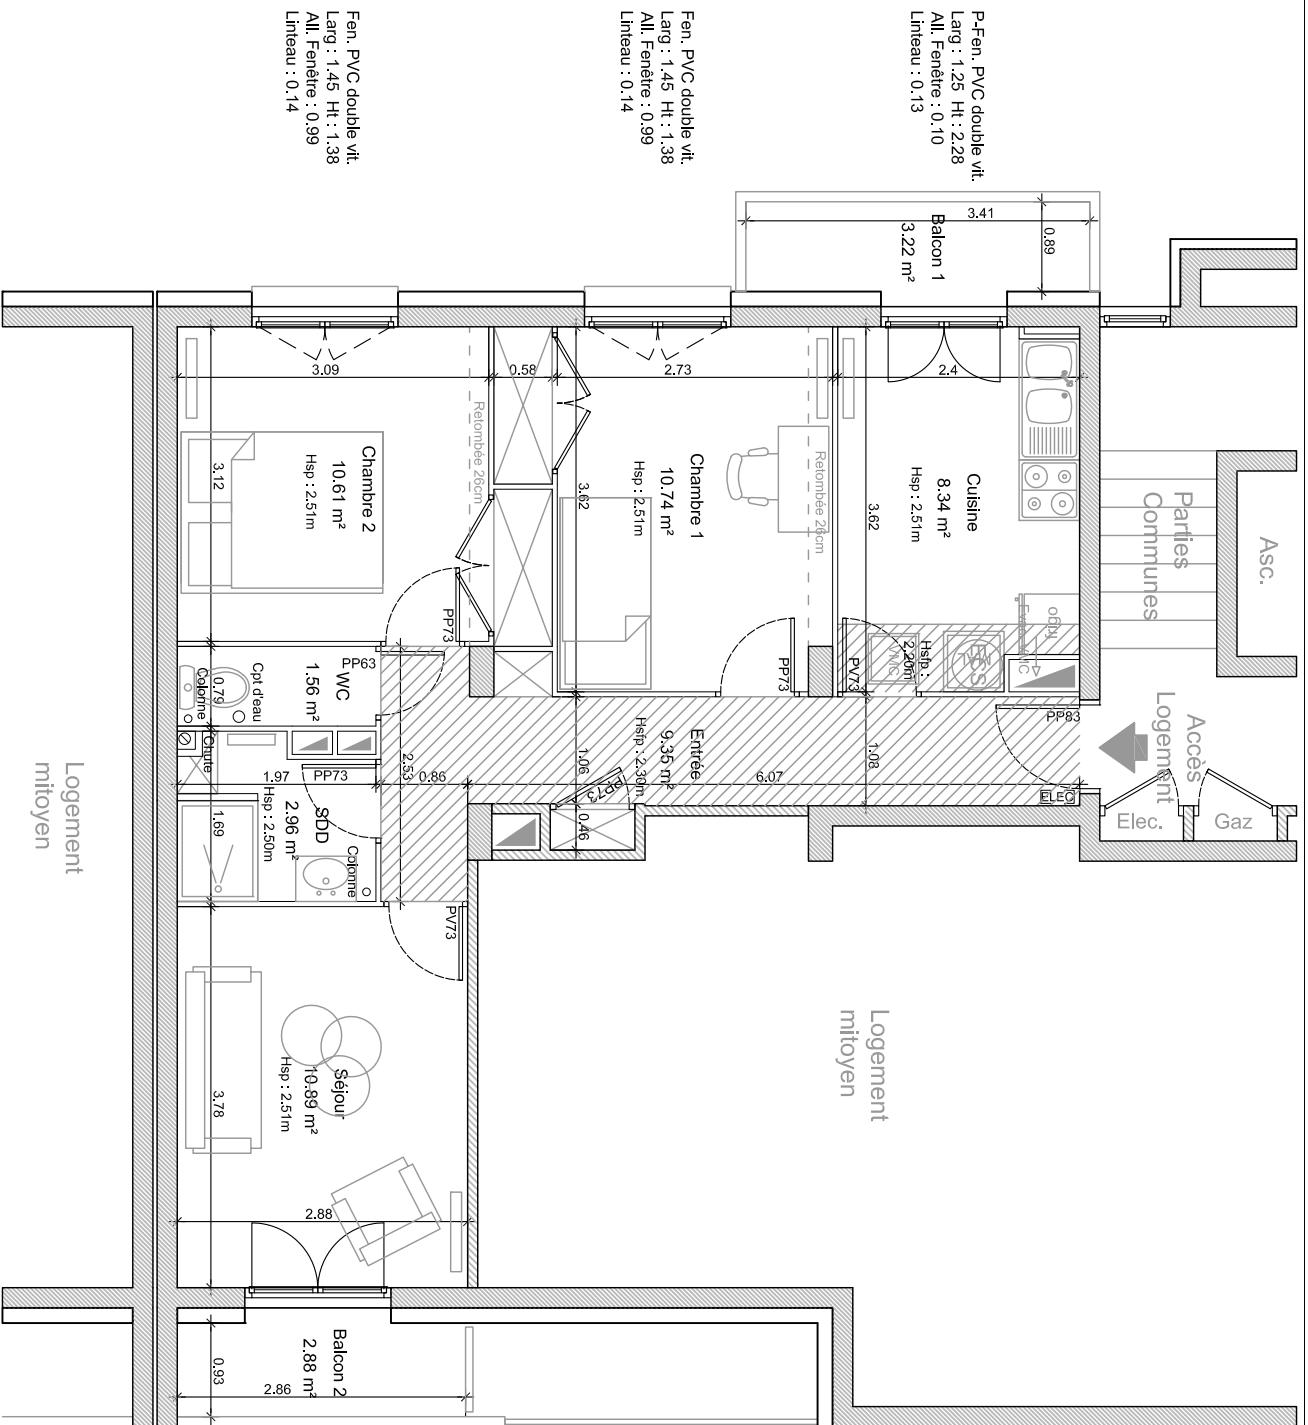 P-Fen. PVC double vit.
Larg : 1.25 Ht : 2.28
All. Fenêtre : 0.10
Linteau : 0.13
Fen. PVC double vit.
Larg : 1.45 Ht : 1.38
All. Fenêtre : 0.99
Linteau : 0.14
Fen. PVC double vit.
Larg : 1.45 Ht : 1.38
All. Fenêtre : 0.99
Linteau : 0.14
Balcon 1
3.22 m²
3.41
0.89
3.09
0.58
2.73
2.4
Retombée 26cm
Retombée 26cm
Chambre 2
10.61 m²
Hsp : 2.51m
3.12
Chambre 1
10.74 m²
Hsp : 2.51m
3.62
Cuisine
8.34 m²
Hsp : 2.51m
3.62
Parties
Communes
Asc.
frigo
Hsfp :
2,20m
VMC
PP73
PP73
PV73
PP63
PP83
WC
1.56 m²
Cpt d'eau
Colonne
0.79
Chute
Entrée
9.35 m²
Hsfp : 2.30m
1.06
1.08
2.53
1.97
0.86
6.07
PP73
PP73
0.46
ELEC
Accès
Logement
Elec.
Gaz
SDD
2.96 m²
Hsp : 2.50m
1.69
Colonne
PV73
Logement
mitoyen
Logement
mitoyen
Séjour
10.89 m²
Hsp : 2.51m
3.78
2.88
Balcon 2
2.88 m²
0.93
2.86